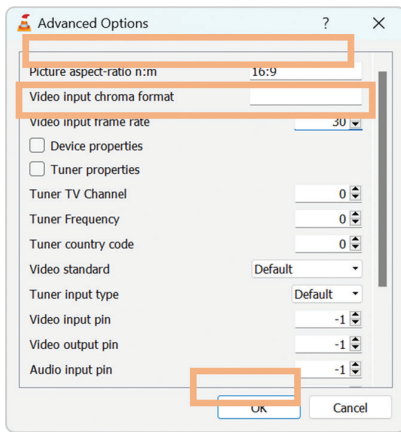 Advanced Options ? ×
Picture aspect-ratio n:m 16:9
Video input chroma format
Video input frame rate 30
Device properties
Tuner properties
Tuner TV Channel 0
Tuner Frequency 0
Tuner country code 0
Video standard Default
Tuner input type Default
Video input pin -1
Video output pin -1
Audio input pin -1
OK Cancel